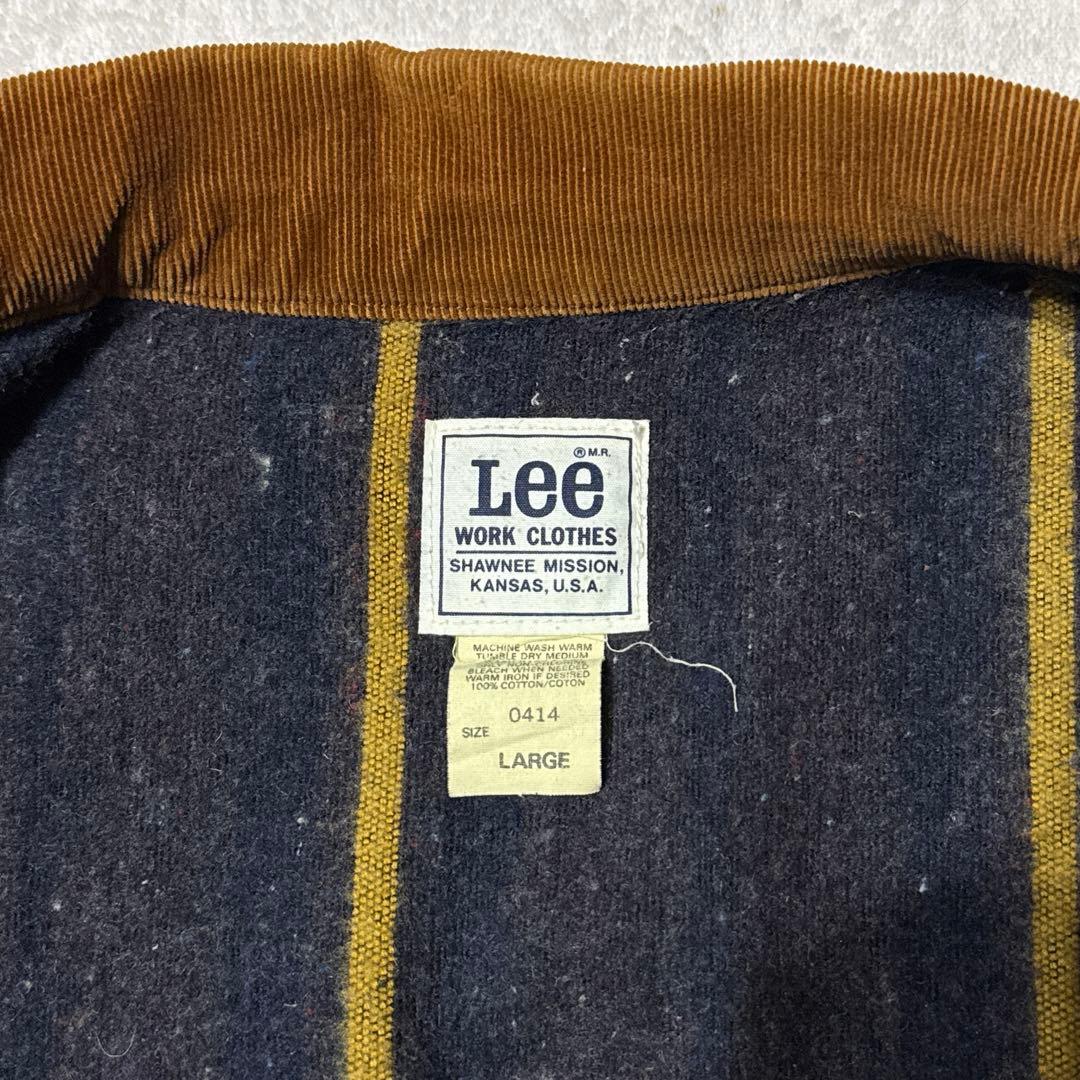 ® M.R.
Lee
WORK CLOTHES
SHAWNEE MISSION,
KANSAS, U.S.A.
MACHINE WASH WARM
TUMBLE DRY MEDIUM
BLEACH WHEN NEEDED
WARM IRON IF DESIRED
100% COTTON/COTON
0414
SIZE
LARGE